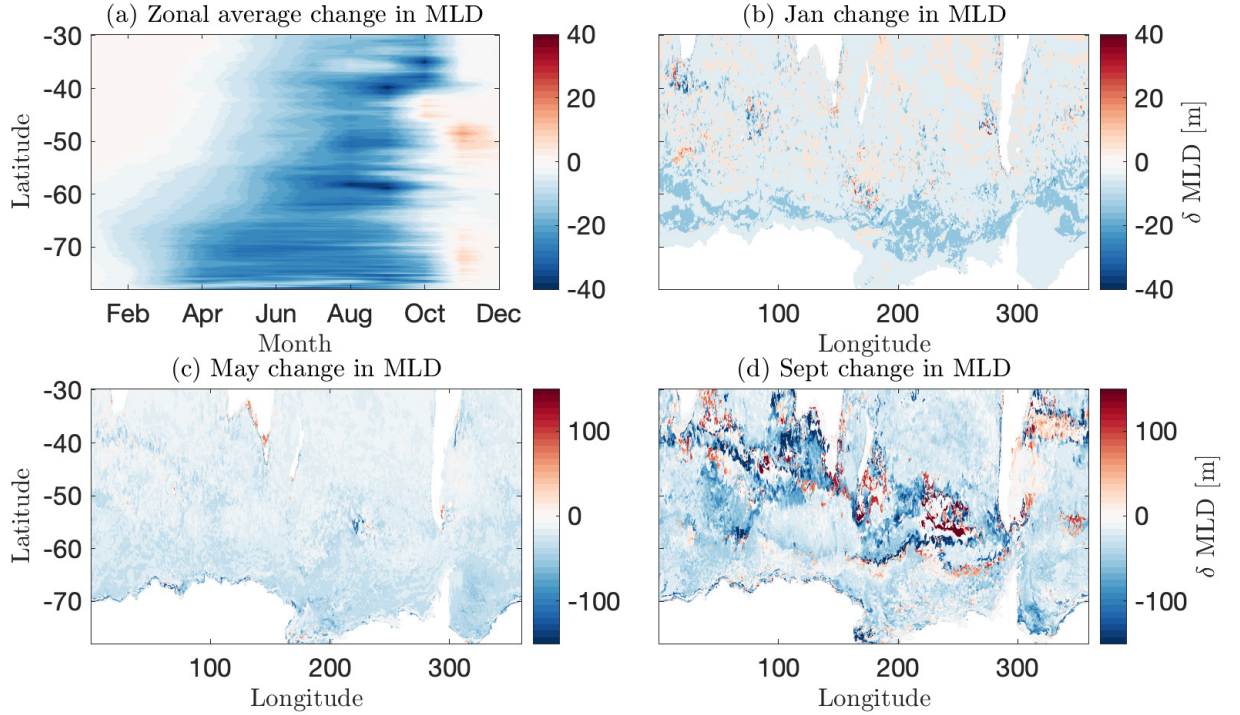 (a) Zonal average change in MLD
(b) Jan change in MLD
-30
-40
-50
-60
-70
Latitude
Feb Apr Jun Aug Oct Dec
Month
40
20
0
-20
-40
100 200 300
Longitude
40
20
0
-20
-40
δ MLD [m]
(c) May change in MLD
(d) Sept change in MLD
-30
-40
-50
-60
-70
Latitude
100 200 300
Longitude
100
0
-100
100 200 300
Longitude
100
0
-100
δ MLD [m]